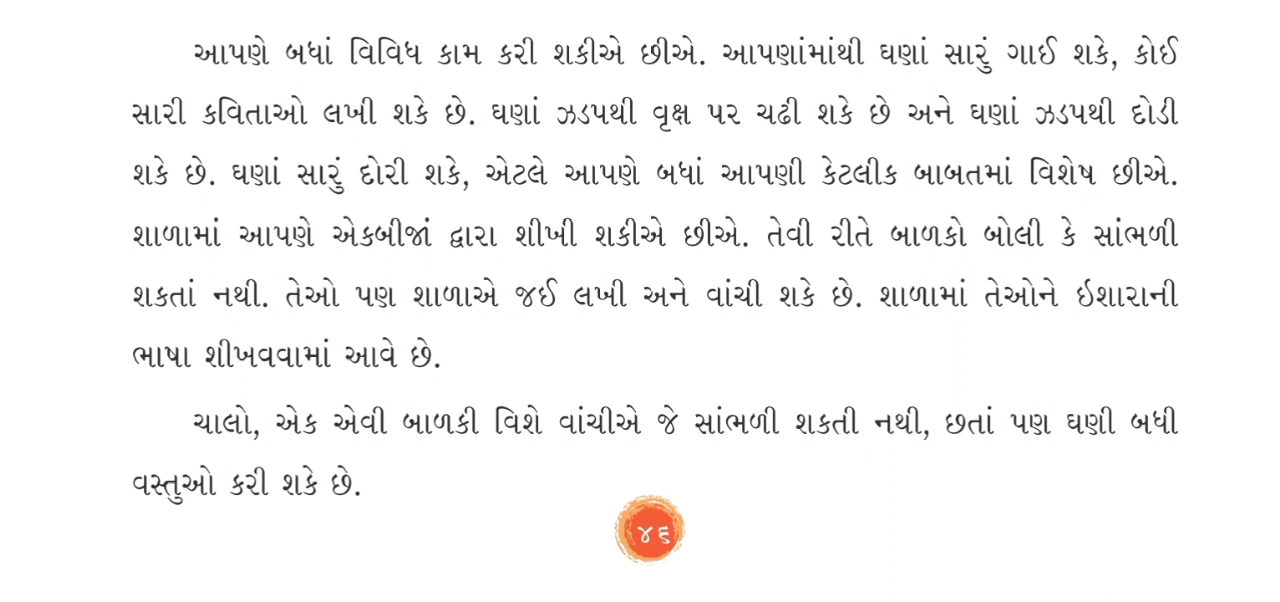 આપણે બધાં વિવિધ કામ કરી શકીએ છીએ. આપણાંમાંથી ઘણાં સારું ગાઈ શકે, કોઈ
સારી કવિતાઓ લખી શકે છે. ઘણાં ઝડપથી વૃક્ષ પર ચઢી શકે છે અને ઘણાં ઝડપથી દોડી
શકે છે. ઘણાં સારું દોરી શકે, એટલે આપણે બધાં આપણી કેટલીક બાબતમાં વિશેષ છીએ.
શાળામાં આપણે એકબીજાં દ્વારા શીખી શકીએ છીએ. તેવી રીતે બાળકો બોલી કે સાંભળી
શકતાં નથી. તેઓ પણ શાળાએ જઈ લખી અને વાંચી શકે છે. શાળામાં તેઓને ઇશારાની
ભાષા શીખવવામાં આવે છે.
ચાલો, એક એવી બાળકી વિશે વાંચીએ જે સાંભળી શકતી નથી, છતાં પણ ઘણી બધી
વસ્તુઓ કરી શકે છે.
૪૬